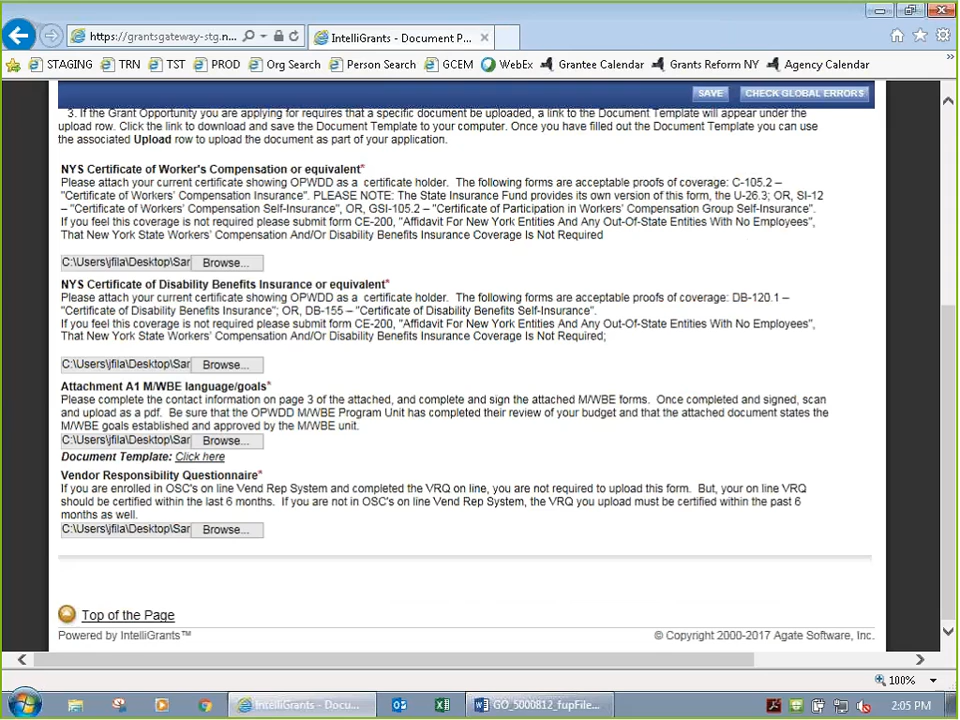 https://grantsgateway-stg.n...
IntelliGrants - Document P...
STAGING TRN TST PROD Org Search Person Search GCEM WebEx Grantee Calendar Grants Reform NY Agency Calendar
SAVE CHECK GLOBAL ERRORS
3. If the Grant Opportunity you are applying for requires that a specific document be uploaded, a link to the Document Template will appear under the
upload row. Click the link to download and save the Document Template to your computer. Once you have filled out the Document Template you can use
the associated Upload row to upload the document as part of your application.
NYS Certificate of Worker's Compensation or equivalent*
Please attach your current certificate showing OPWDD as a certificate holder. The following forms are acceptable proofs of coverage: C-105.2 –
"Certificate of Workers' Compensation Insurance". PLEASE NOTE: The State Insurance Fund provides its own version of this form, the U-26.3; OR, SI-12
– "Certificate of Workers' Compensation Self-Insurance", OR, GSI-105.2 – "Certificate of Participation in Workers' Compensation Group Self-Insurance".
If you feel this coverage is not required please submit form CE-200, "Affidavit For New York Entities And Any Out-Of-State Entities With No Employees",
That New York State Workers' Compensation And/Or Disability Benefits Insurance Coverage Is Not Required
C:\Users\jfila\Desktop\Sar Browse...
NYS Certificate of Disability Benefits Insurance or equivalent*
Please attach your current certificate showing OPWDD as a certificate holder. The following forms are acceptable proofs of coverage: DB-120.1 –
"Certificate of Disability Benefits Insurance"; OR, DB-155 – "Certificate of Disability Benefits Self-Insurance".
If you feel this coverage is not required please submit form CE-200, "Affidavit For New York Entities And Any Out-Of-State Entities With No Employees",
That New York State Workers' Compensation And/Or Disability Benefits Insurance Coverage Is Not Required;
C:\Users\jfila\Desktop\Sar Browse...
Attachment A1 M/WBE language/goals*
Please complete the contact information on page 3 of the attached, and complete and sign the attached M/WBE forms. Once completed and signed, scan
and upload as a pdf. Be sure that the OPWDD M/WBE Program Unit has completed their review of your budget and that the attached document states the
M/WBE goals established and approved by the M/WBE unit.
C:\Users\jfila\Desktop\Sar Browse...
Document Template: Click here
Vendor Responsibility Questionnaire*
If you are enrolled in OSC's on line Vend Rep System and completed the VRQ on line, you are not required to upload this form. But, your on line VRQ
should be certified within the last 6 months. If you are not in OSC's on line Vend Rep System, the VRQ you upload must be certified within the past 6
months as well.
C:\Users\jfila\Desktop\Sar Browse...
Top of the Page
Powered by IntelliGrants™ © Copyright 2000-2017 Agate Software, Inc.
100%
IntelliGrants - Docu... GO_5000812_fupFile... 2:05 PM